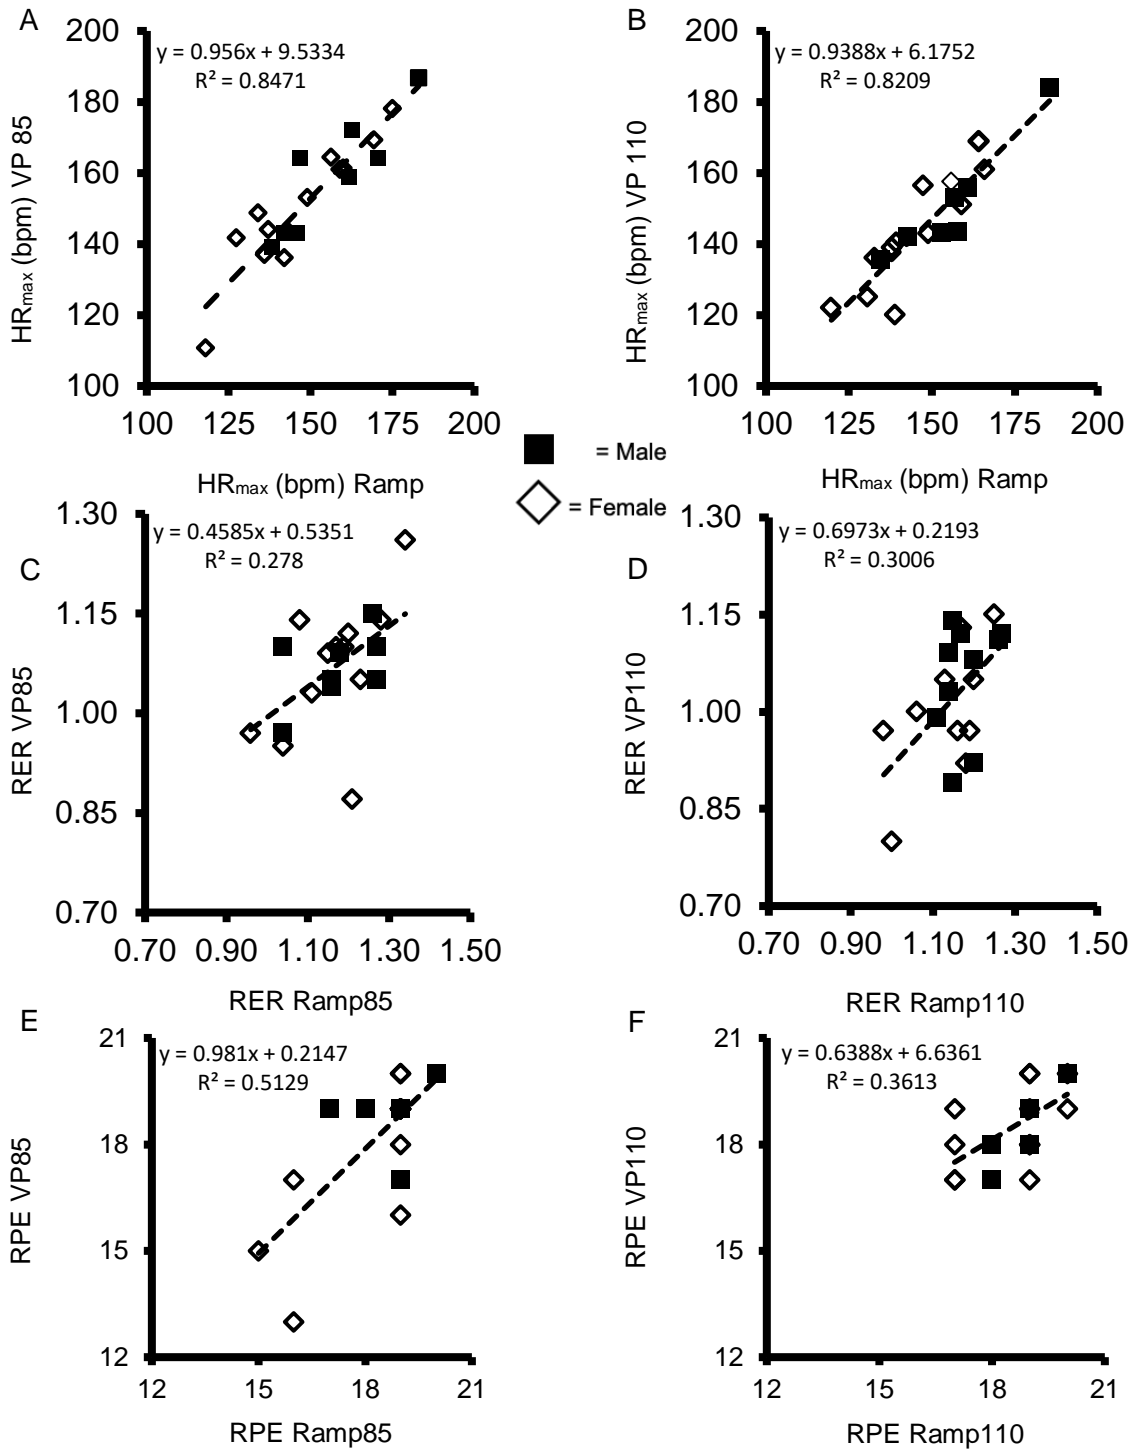 A
y = 0.956x + 9.5334
R² = 0.8471
HRmax (bpm) VP 85
200
180
160
140
120
100
100 125 150 175 200
HRmax (bpm) Ramp
B
y = 0.9388x + 6.1752
R² = 0.8209
HRmax (bpm) VP 110
200
180
160
140
120
100
100 125 150 175 200
HRmax (bpm) Ramp
= Male
= Female
C
y = 0.4585x + 0.5351
R² = 0.278
RER VP85
1.30
1.15
1.00
0.85
0.70
0.70 0.90 1.10 1.30 1.50
RER Ramp85
D
y = 0.6973x + 0.2193
R² = 0.3006
RER VP110
1.30
1.15
1.00
0.85
0.70
0.70 0.90 1.10 1.30 1.50
RER Ramp110
E
y = 0.981x + 0.2147
R² = 0.5129
RPE VP85
21
18
15
12
12 15 18 21
RPE Ramp85
F
y = 0.6388x + 6.6361
R² = 0.3613
RPE VP110
21
18
15
12
12 15 18 21
RPE Ramp110